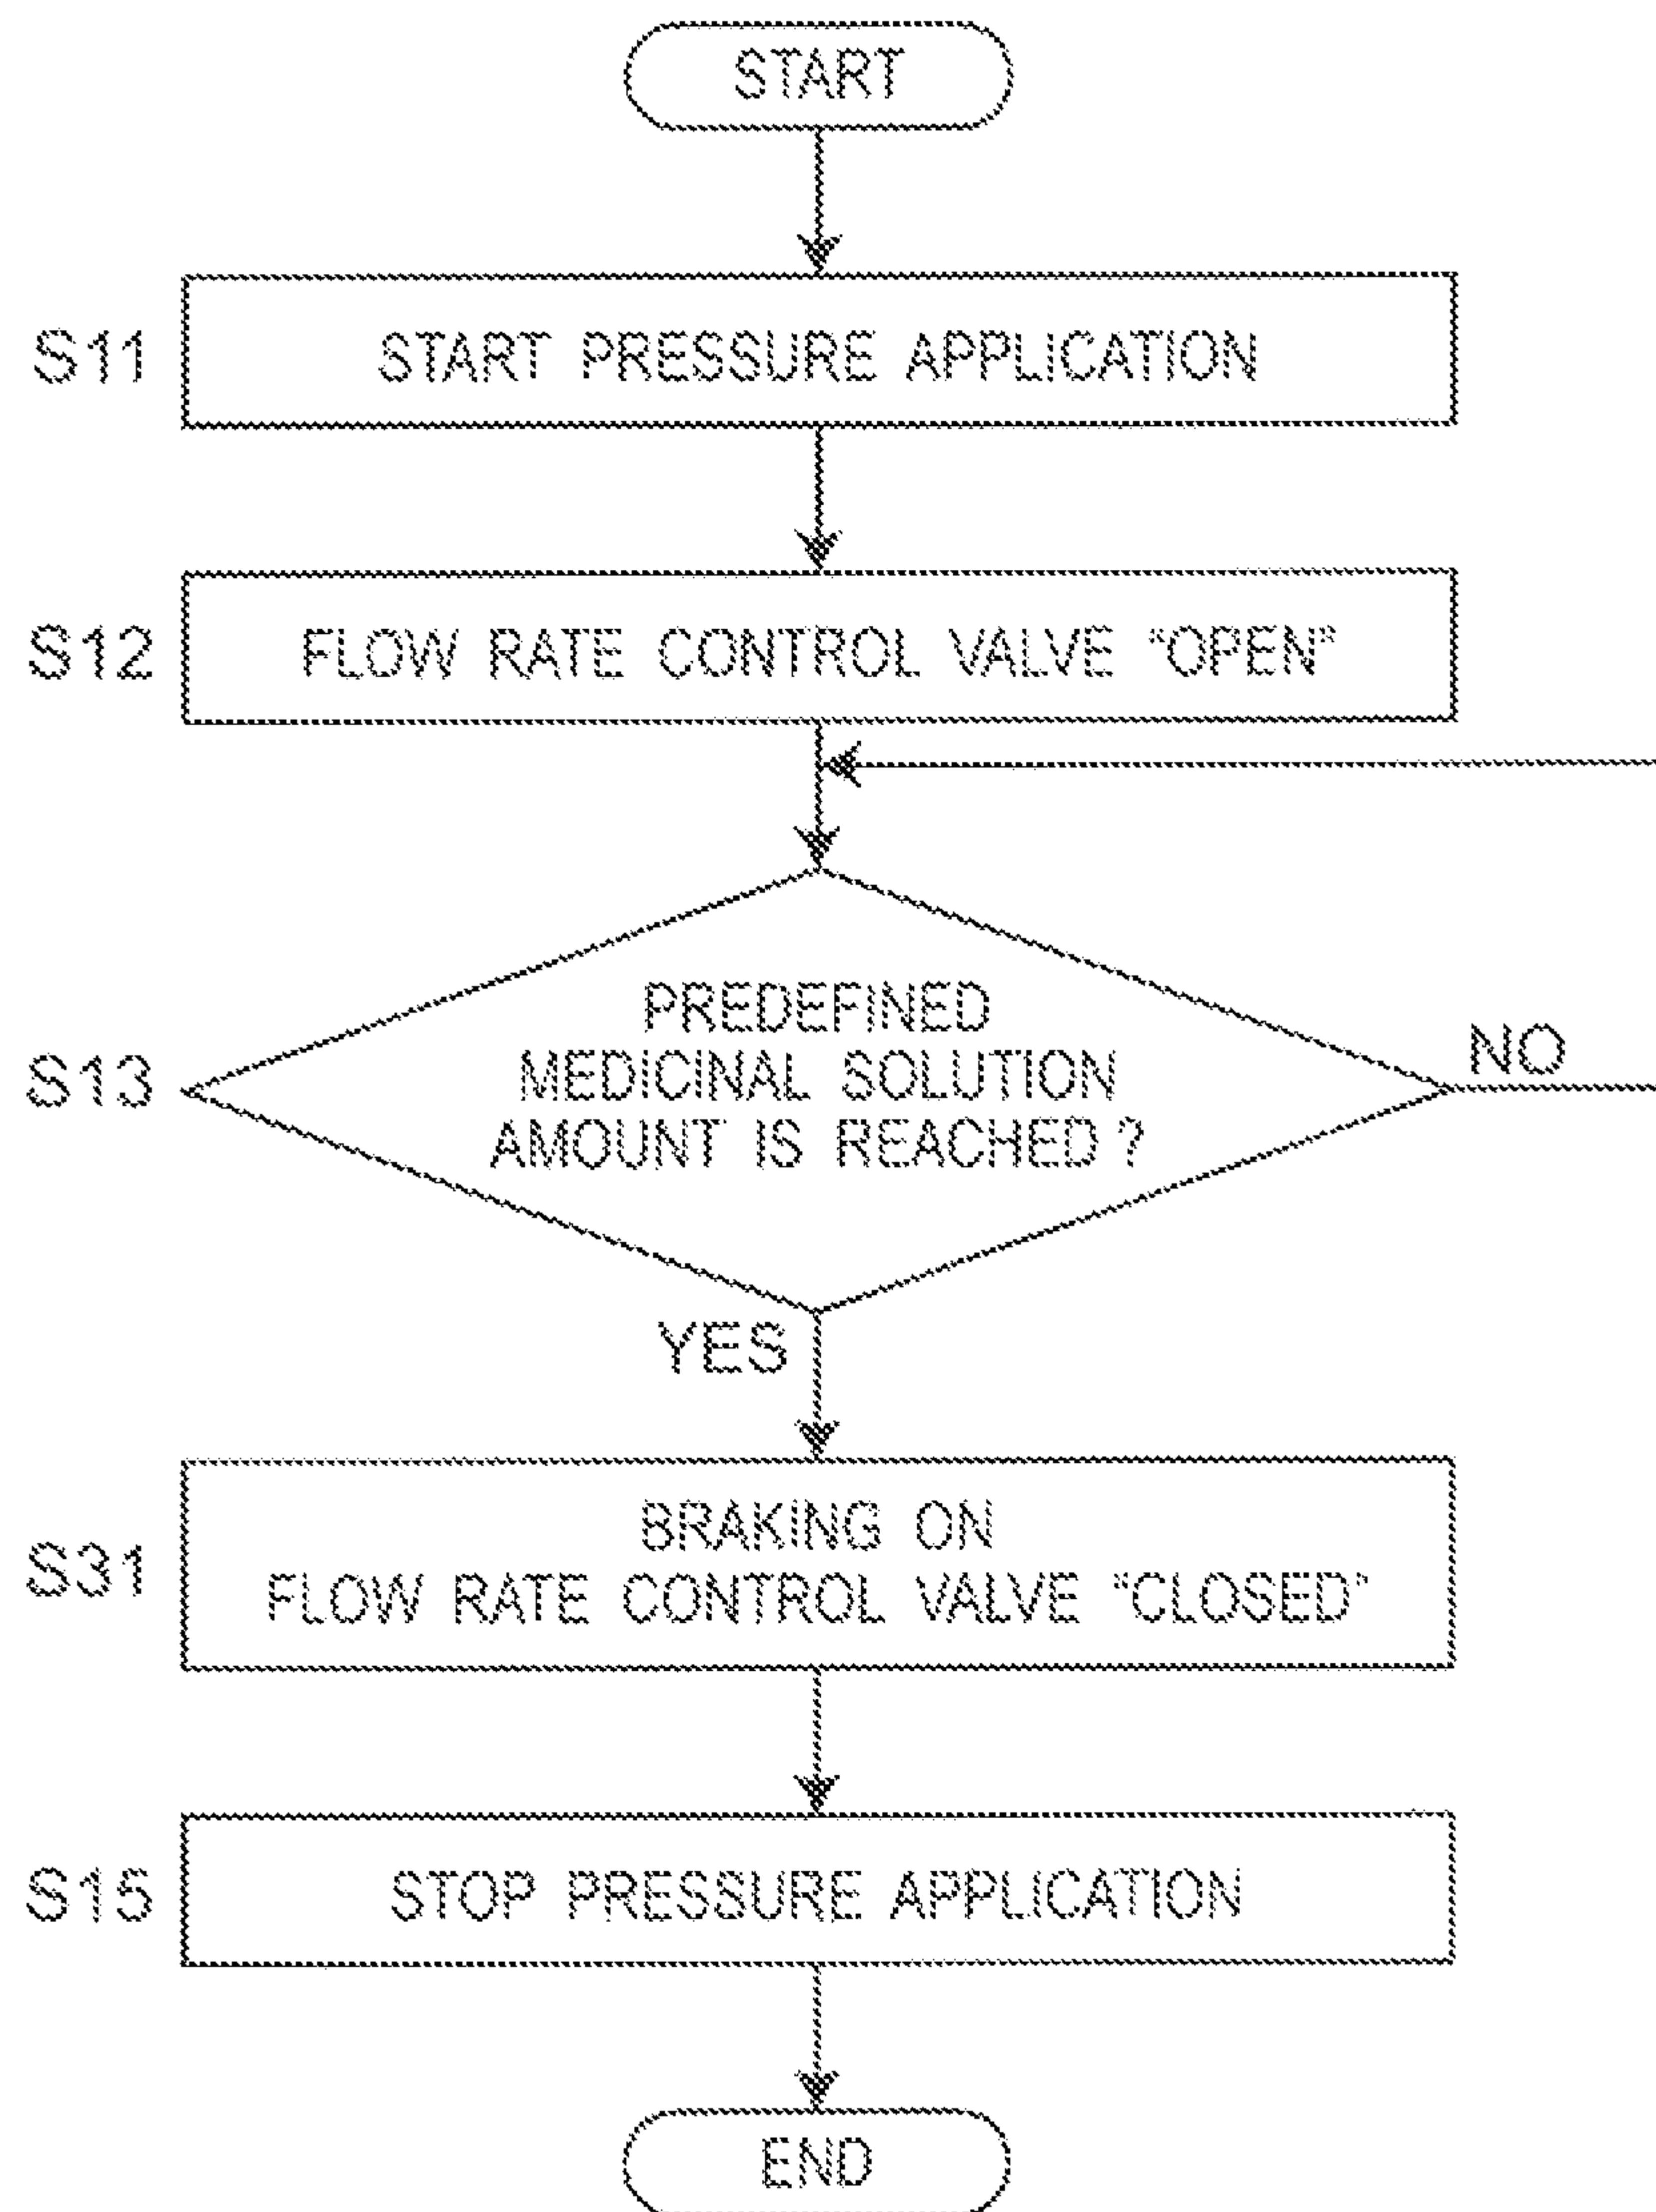 START
S11
START PRESSURE APPLICATION
S12
FLOW RATE CONTROL VALVE "OPEN"
S13
PREDEFINED
MEDICINAL SOLUTION
AMOUNT IS REACHED ?
NO
YES
S31
BRAKING ON
FLOW RATE CONTROL VALVE "CLOSED"
S15
STOP PRESSURE APPLICATION
END